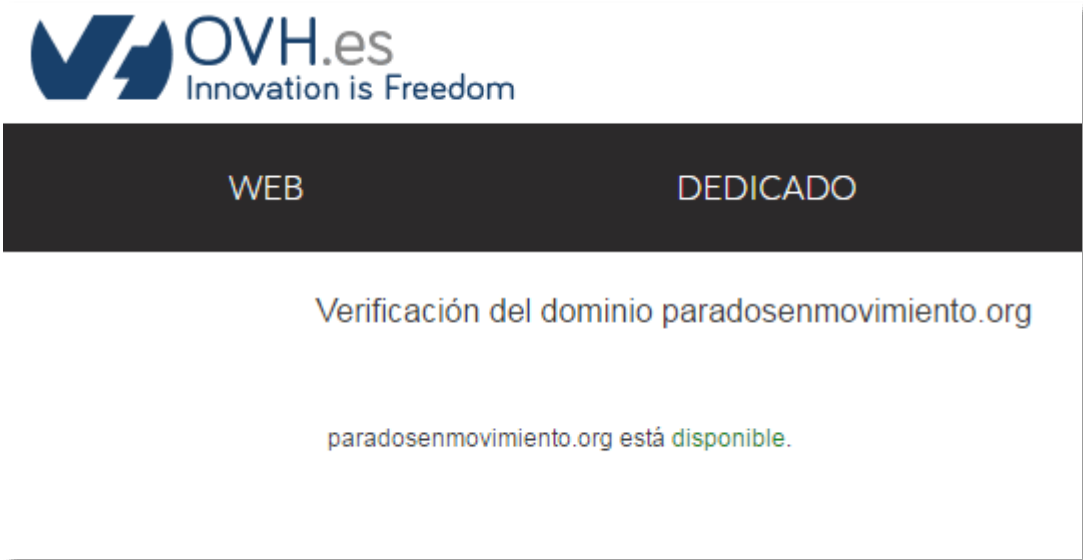 OVH.es
Innovation is Freedom
WEB DEDICADO
Verificación del dominio paradosenmovimiento.org
paradosenmovimiento.org está disponible.